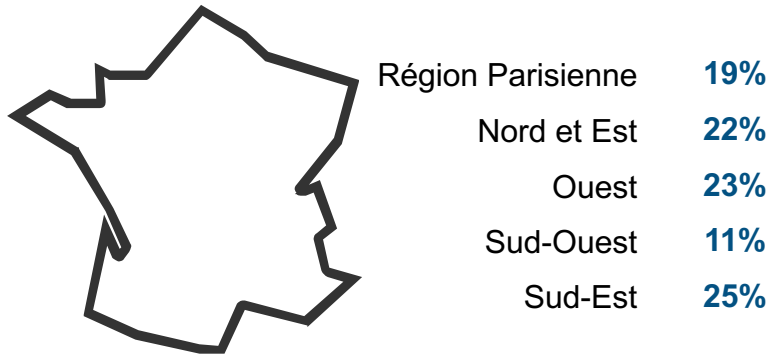 Région Parisienne 19%
Nord et Est 22%
Ouest 23%
Sud-Ouest 11%
Sud-Est 25%